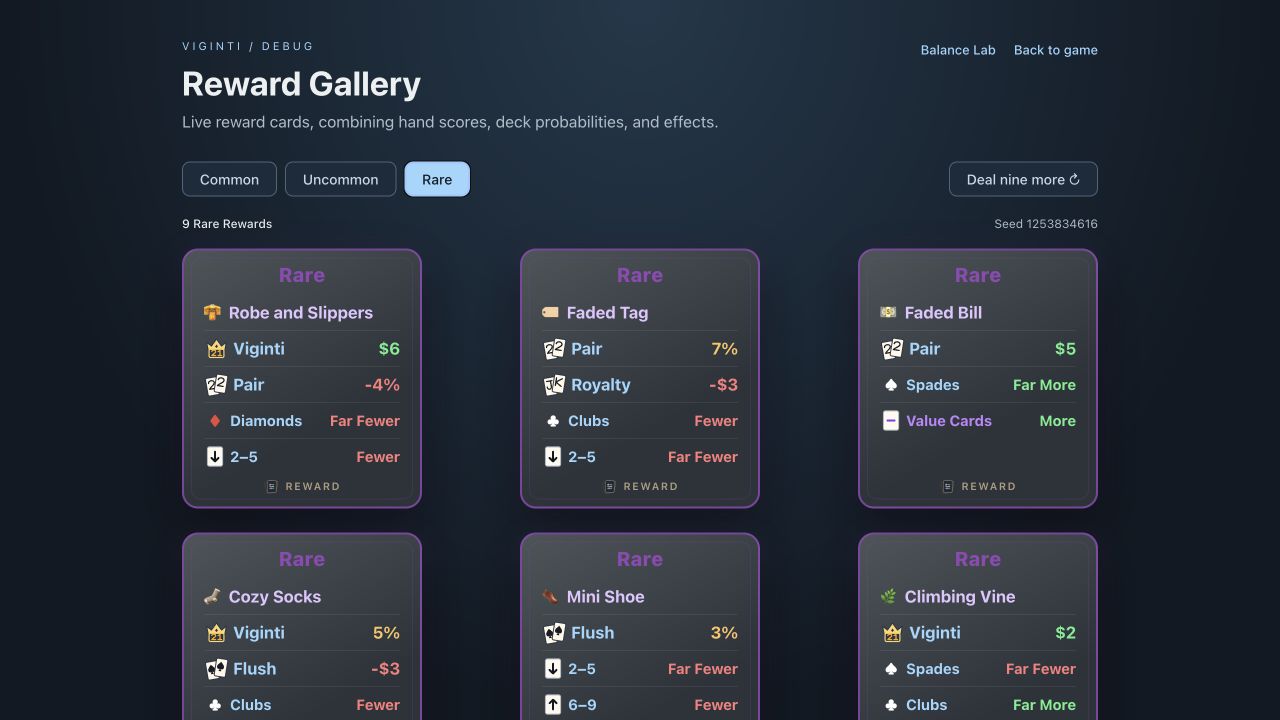 VIGINTI / DEBUG
Balance Lab Back to game
Reward Gallery
Live reward cards, combining hand scores, deck probabilities, and effects.
Common Uncommon Rare Deal nine more ↻
9 Rare Rewards Seed 1253834616
Rare
Robe and Slippers
Viginti $6
Pair -4%
Diamonds Far Fewer
2–5 Fewer
REWARD
Rare
Faded Tag
Pair 7%
Royalty -$3
Clubs Fewer
2–5 Far Fewer
REWARD
Rare
Faded Bill
Pair $5
Spades Far More
Value Cards More
REWARD
Rare
Cozy Socks
Viginti 5%
Flush -$3
Clubs Fewer
Rare
Mini Shoe
Flush 3%
2–5 Far Fewer
6–9 Fewer
Rare
Climbing Vine
Viginti $2
Spades Far Fewer
Clubs Far More